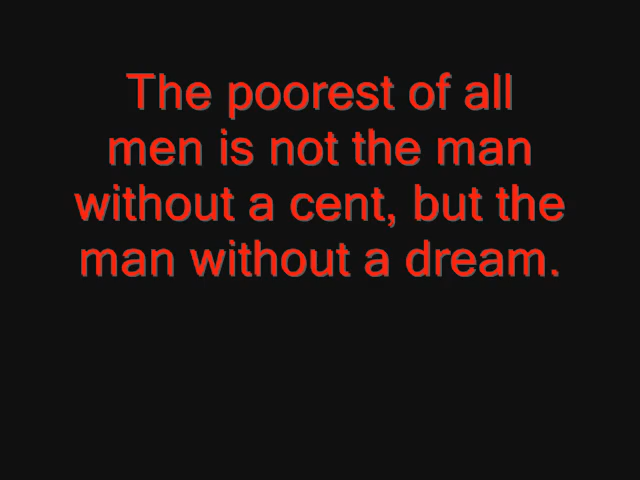 The poorest of all
men is not the man
without a cent, but the
man without a dream.